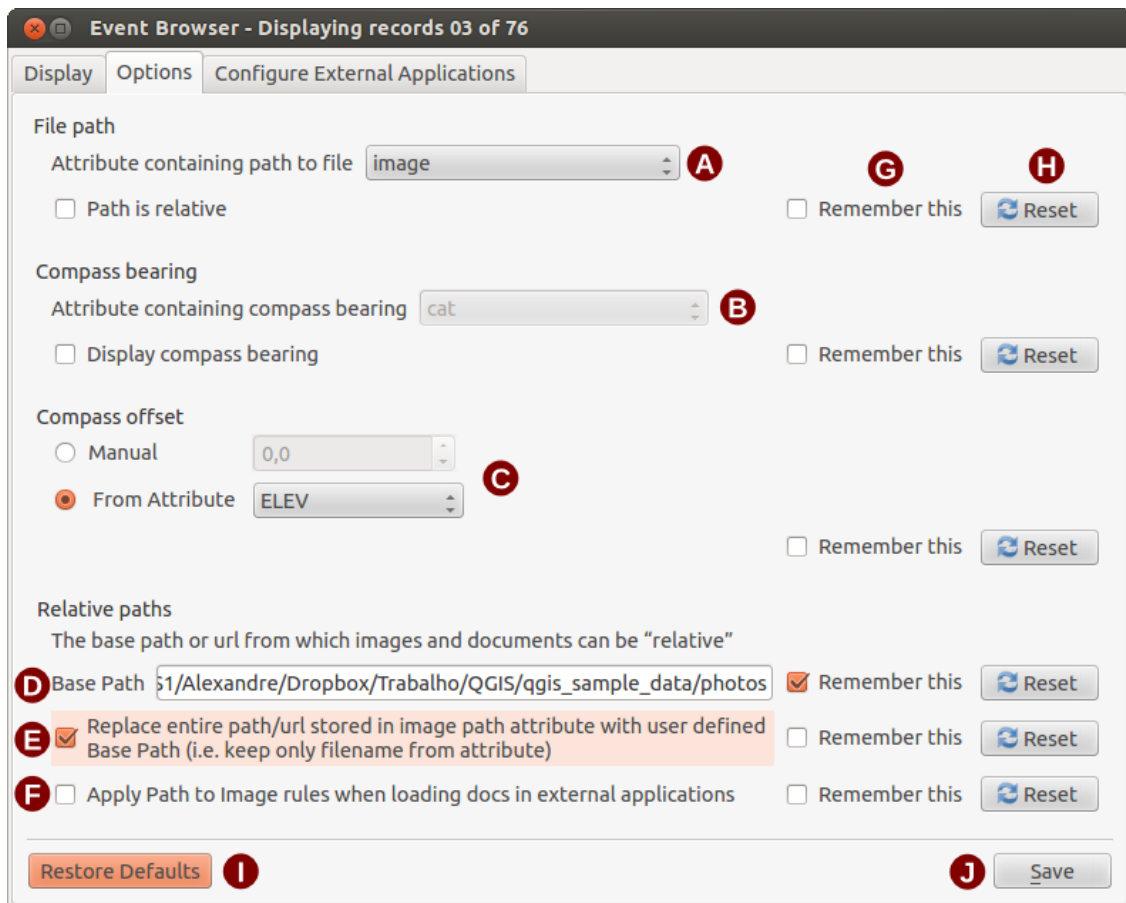 Event Browser - Displaying records 03 of 76
Display Options Configure External Applications
File path
Attribute containing path to file image A G H
Path is relative Remember this Reset
Compass bearing
Attribute containing compass bearing cat B
Display compass bearing Remember this Reset
Compass offset
Manual 0,0
C
From Attribute ELEV
Remember this Reset
Relative paths
The base path or url from which images and documents can be “relative”
D Base Path 51/Alexandre/Dropbox/Trabalho/QGIS/qgis_sample_data/photos Remember this Reset
E Replace entire path/url stored in image path attribute with user defined
Base Path (i.e. keep only filename from attribute) Remember this Reset
F Apply Path to Image rules when loading docs in external applications Remember this Reset
Restore Defaults I J Save